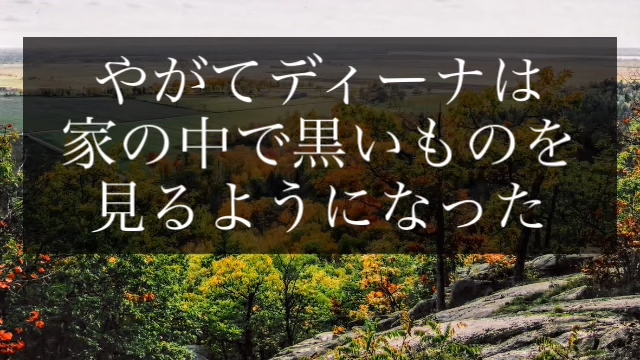 やがてディーナは
家の中で黒いものを
見るようになった